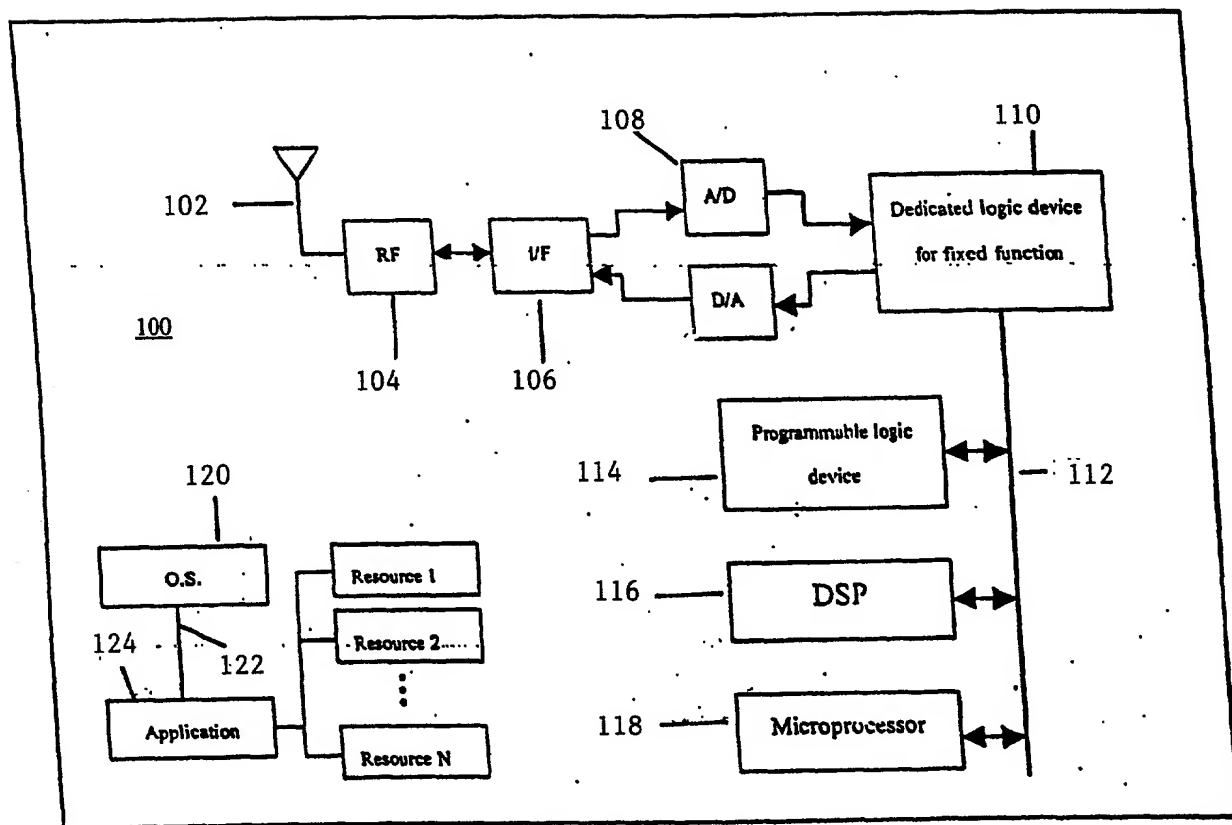 108
110
102
A/D
Dedicated logic device
for fixed function
RF
I/F
D/A
100
104
106
Programmable logic
device
114
112
120
O.S.
Resource 1
116
DSP
124
122
Resource 2
Application
Resource N
118
Microprocessor